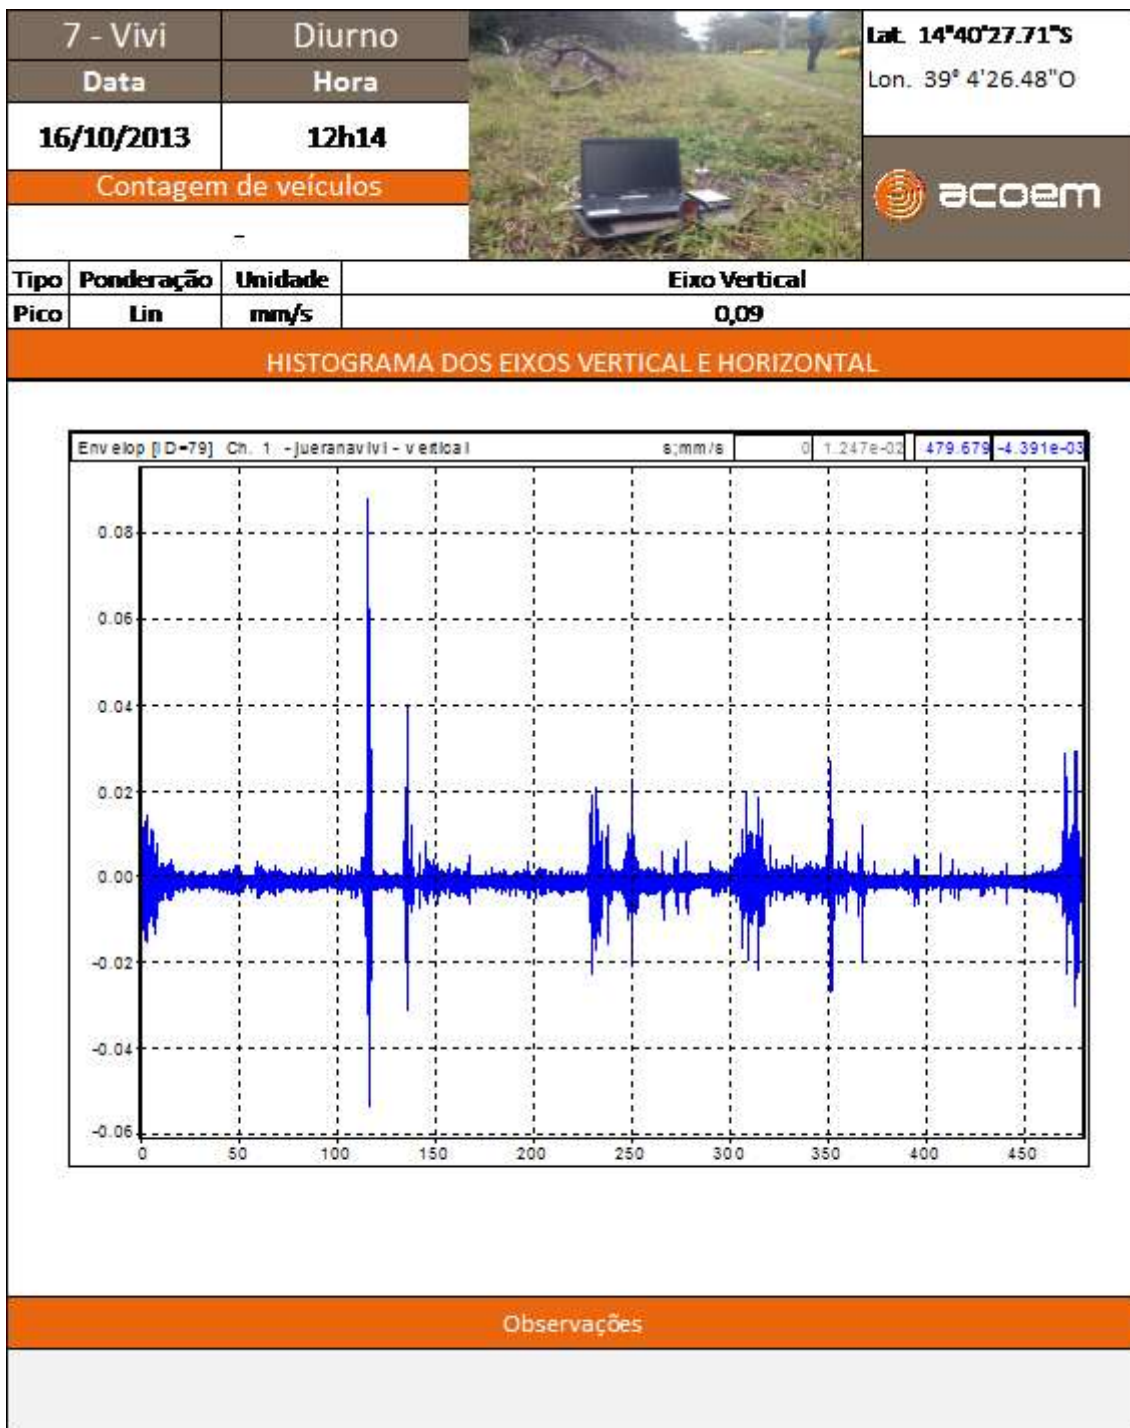 7 - Vivi Diurno
Data Hora
16/10/2013 12h14
Contagem de veículos
-
Lat. 14°40'27.71"S
Lon. 39° 4'26.48"O
acoem
Tipo Ponderação Unidade Eixo Vertical
Pico Lin mm/s 0,09
HISTOGRAMA DOS EIXOS VERTICAL E HORIZONTAL
Envelop [ID=79] Ch. 1 -jueranavivi - vertical s;mm/s 0 1.247e-02 479.679 -4.391e-03
0.08
0.06
0.04
0.02
0.00
-0.02
-0.04
-0.06
0 50 100 150 200 250 300 350 400 450
Observações